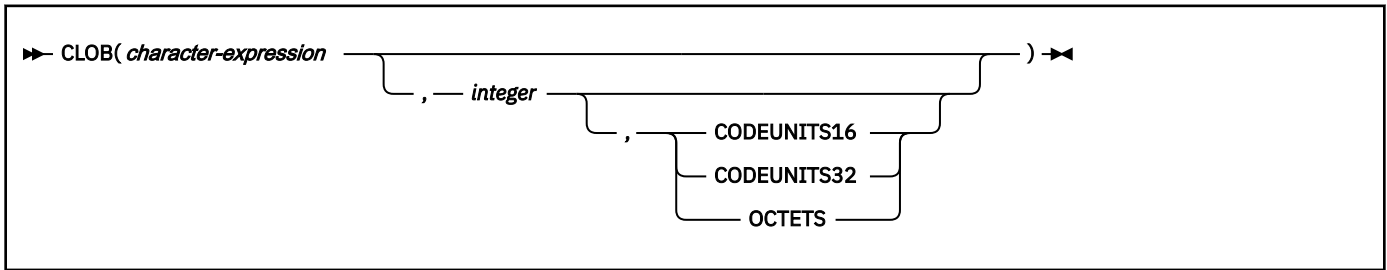 CLOB( character-expression )
, integer
, CODEUNITS16
CODEUNITS32
OCTETS